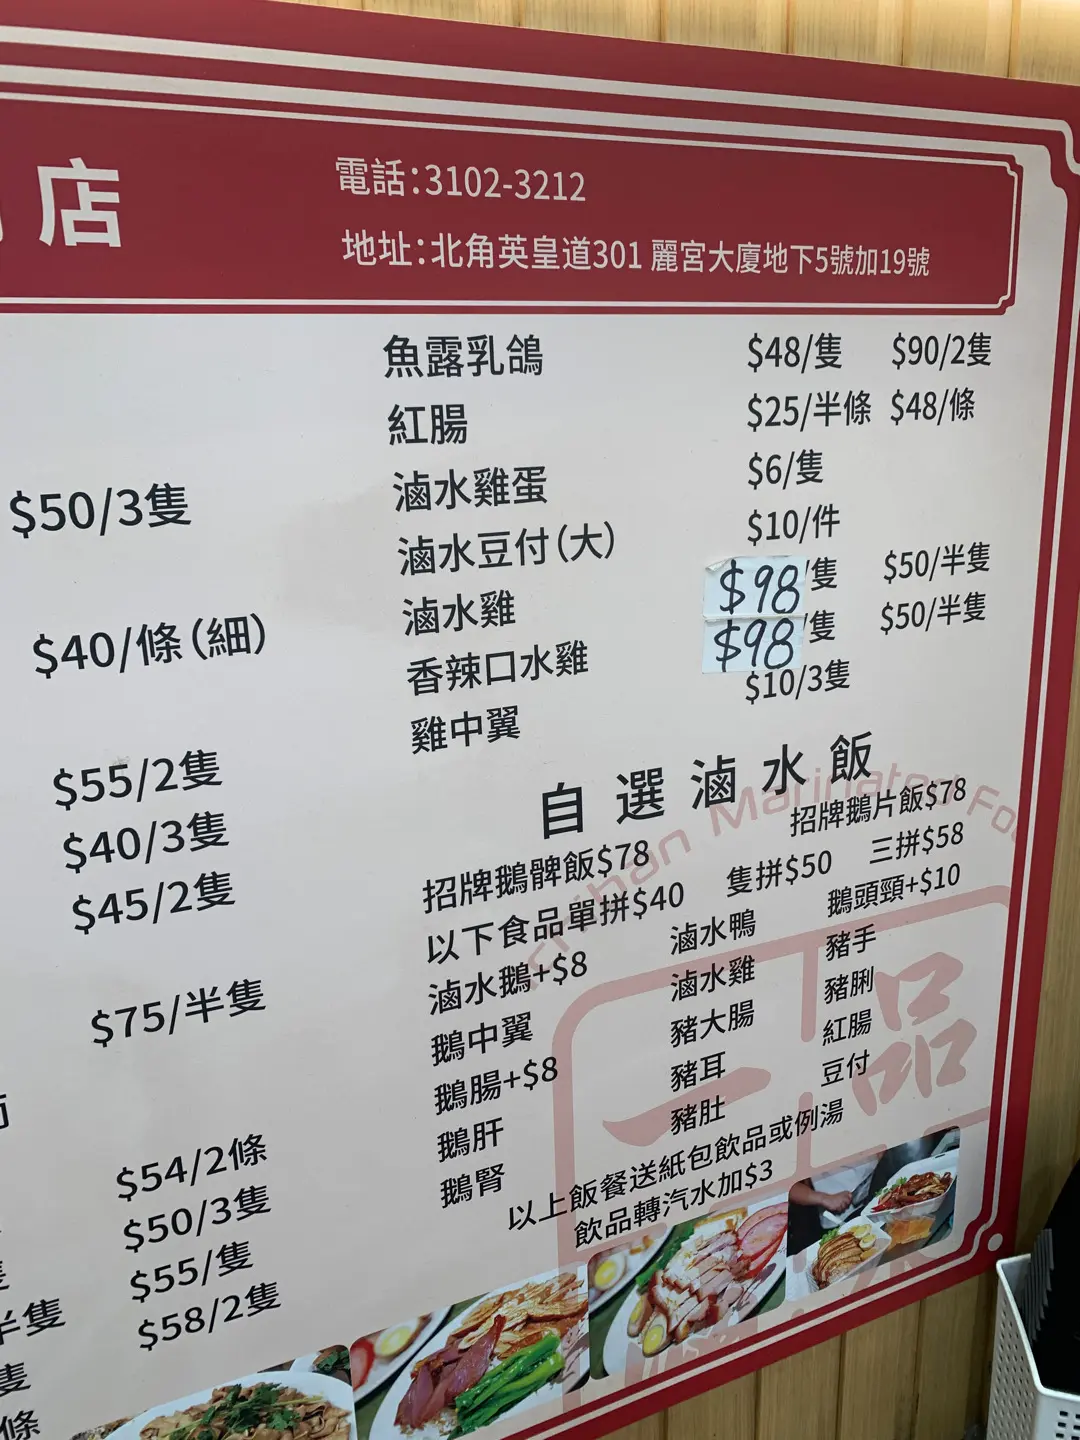 店
電話:3102-3212
地址:北角英皇道301 麗宮大廈地下5號加19號
$50/3隻
$40/條(細)
$55/2隻
$40/3隻
$45/2隻
$75/半隻
$54/2條
$50/3隻
$55/隻
半隻 $58/2隻
隻
條
魚露乳鴿 $48/隻 $90/2隻
紅腸 $25/半條 $48/條
滷水雞蛋 $6/隻
滷水豆付(大) $10/件
滷水雞 $98/隻 $50/半隻
香辣口水雞 $98/隻 $50/半隻
雞中翼 $10/3隻
自選滷水飯
招牌鵝髀飯$78 招牌鵝片飯$78
以下食品單拼$40 隻拼$50 三拼$58
滷水鵝+$8 滷水鴨 鵝頭頸+$10
鵝中翼 滷水雞 豬手
鵝腸+$8 豬大腸 豬脷
鵝肝 豬耳 紅腸
鵝腎 豬肚 豆付
以上飯餐送紙包飲品或例湯
飲品轉汽水加$3
Marinated
一品